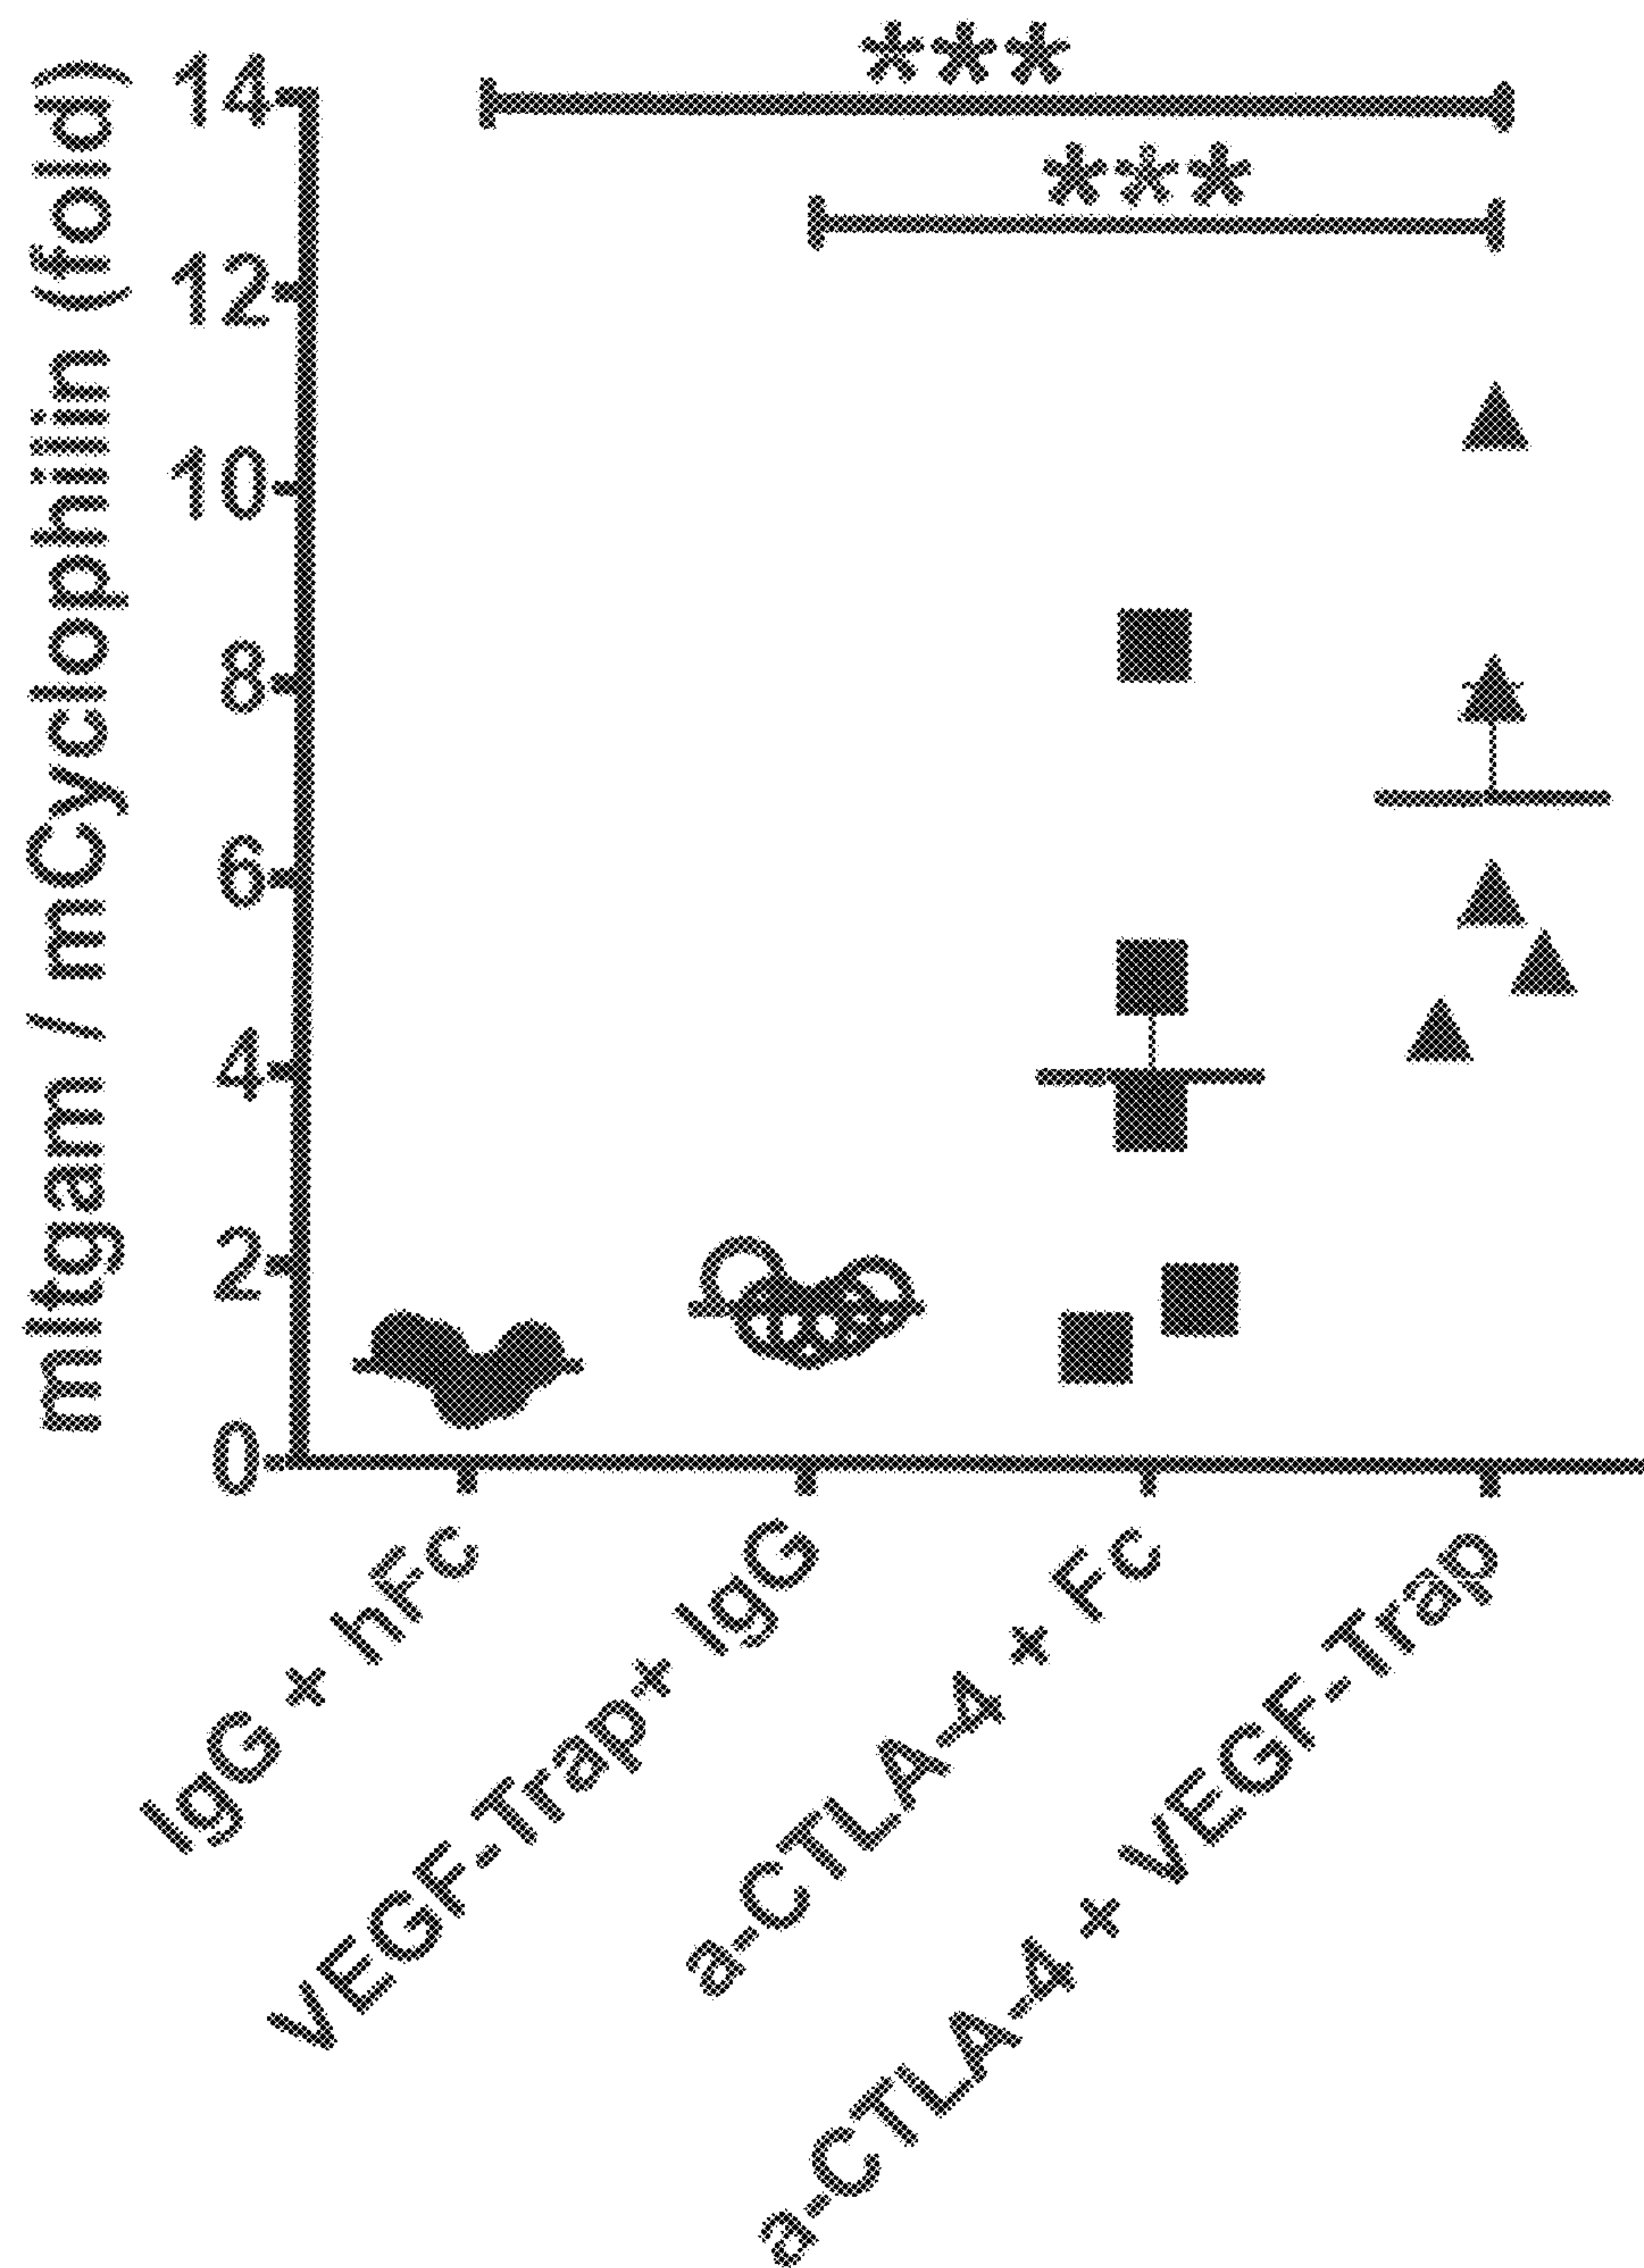 mItgam / mCyclophilin (fold)
14
12
10
8
6
4
2
0
***
***
IgG + hFc
VEGF-Trap+ IgG
a-CTLA-4 + Fc
a-CTLA-4 + VEGF-Trap